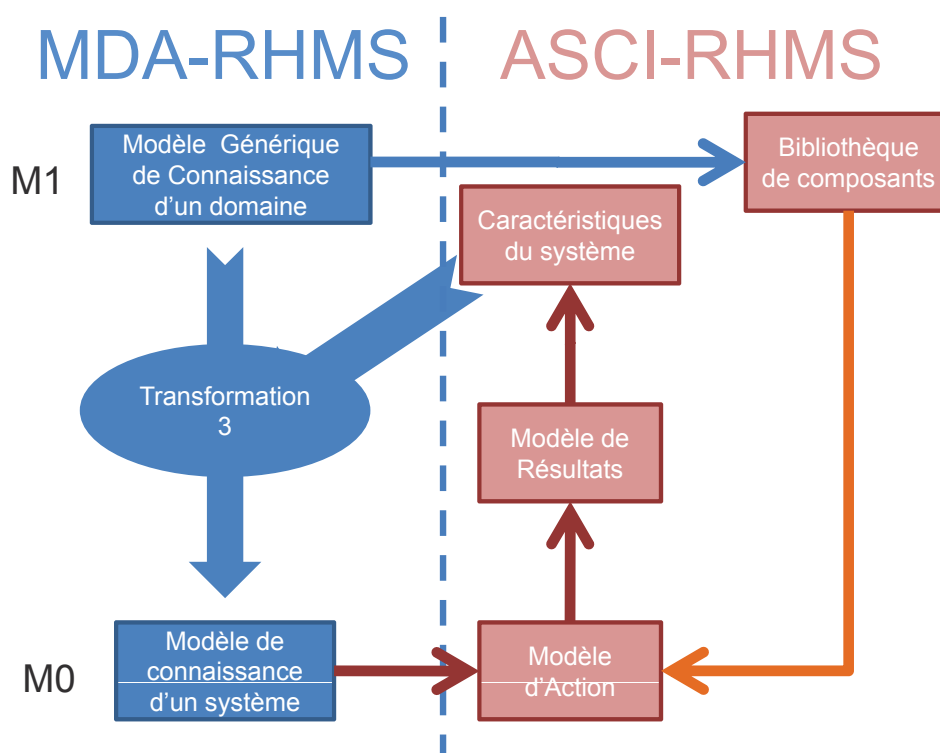 MDA-RHMS
ASCI-RHMS
M1
Modèle Générique
de Connaissance
d'un domaine
Bibliothèque
de composants
Caractéristiques
du système
Transformation
3
Modèle de
Résultats
M0
Modèle de
connaissance
d'un système
Modèle
d'Action